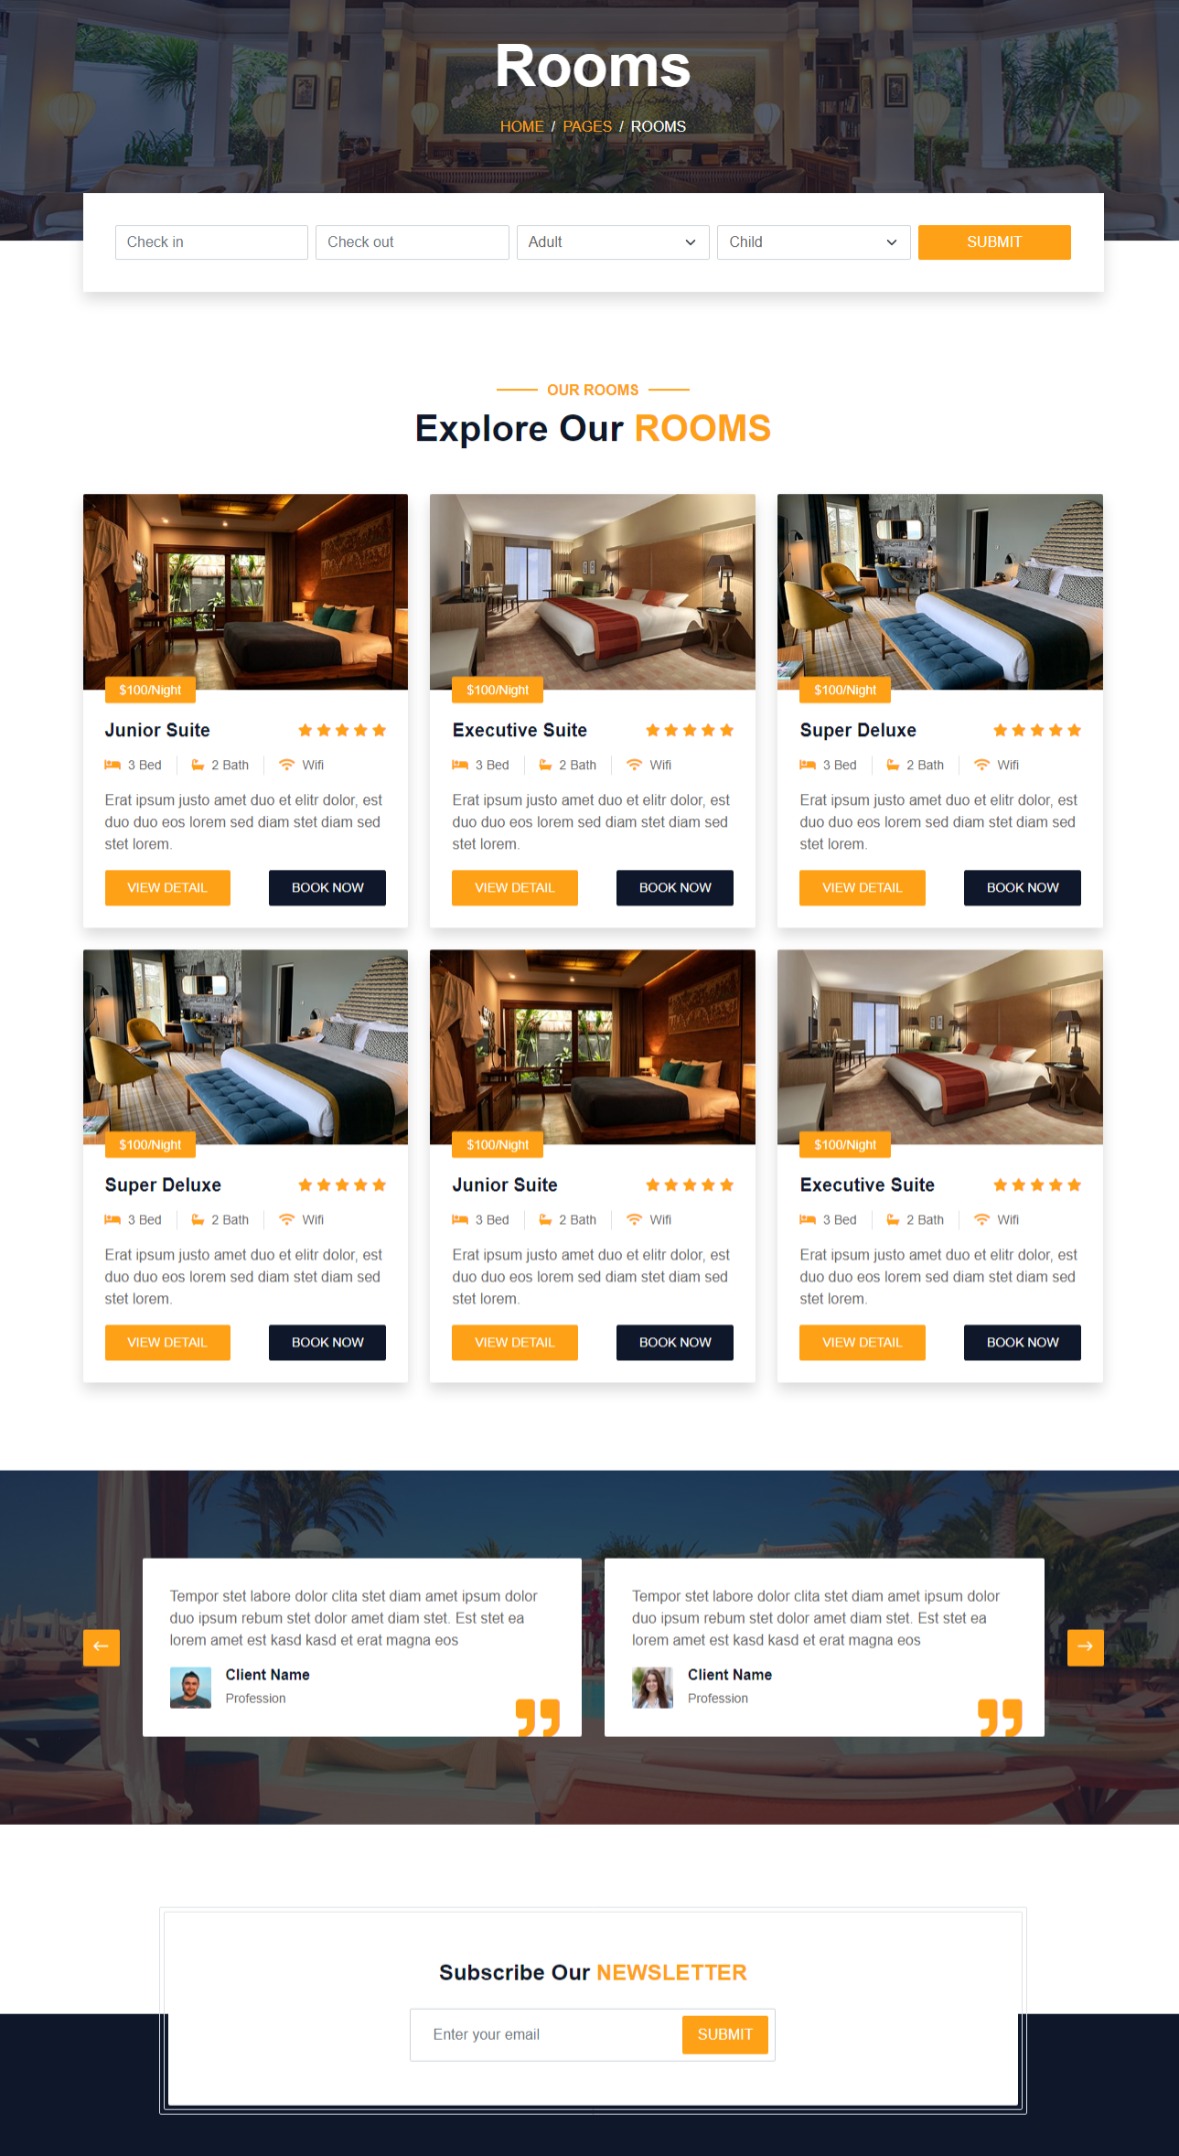 Rooms
HOME / PAGES / ROOMS
Check in
Check out
Adult
Child
SUBMIT
OUR ROOMS
Explore Our ROOMS
$100/Night
Junior Suite
3 Bed
2 Bath
Wifi
Erat ipsum justo amet duo et elitr dolor, est
duo duo eos lorem sed diam stet diam sed
stet lorem.
VIEW DETAIL
BOOK NOW
$100/Night
Executive Suite
3 Bed
2 Bath
Wifi
Erat ipsum justo amet duo et elitr dolor, est
duo duo eos lorem sed diam stet diam sed
stet lorem.
VIEW DETAIL
BOOK NOW
$100/Night
Super Deluxe
3 Bed
2 Bath
Wifi
Erat ipsum justo amet duo et elitr dolor, est
duo duo eos lorem sed diam stet diam sed
stet lorem.
VIEW DETAIL
BOOK NOW
$100/Night
Super Deluxe
3 Bed
2 Bath
Wifi
Erat ipsum justo amet duo et elitr dolor, est
duo duo eos lorem sed diam stet diam sed
stet lorem.
VIEW DETAIL
BOOK NOW
$100/Night
Junior Suite
3 Bed
2 Bath
Wifi
Erat ipsum justo amet duo et elitr dolor, est
duo duo eos lorem sed diam stet diam sed
stet lorem.
VIEW DETAIL
BOOK NOW
$100/Night
Executive Suite
3 Bed
2 Bath
Wifi
Erat ipsum justo amet duo et elitr dolor, est
duo duo eos lorem sed diam stet diam sed
stet lorem.
VIEW DETAIL
BOOK NOW
Tempor stet labore dolor clita stet diam amet ipsum dolor
duo ipsum rebum stet dolor amet diam stet. Est stet ea
lorem amet est kasd kasd et erat magna eos
Client Name
Profession
Tempor stet labore dolor clita stet diam amet ipsum dolor
duo ipsum rebum stet dolor amet diam stet. Est stet ea
lorem amet est kasd kasd et erat magna eos
Client Name
Profession
Subscribe Our NEWSLETTER
Enter your email
SUBMIT